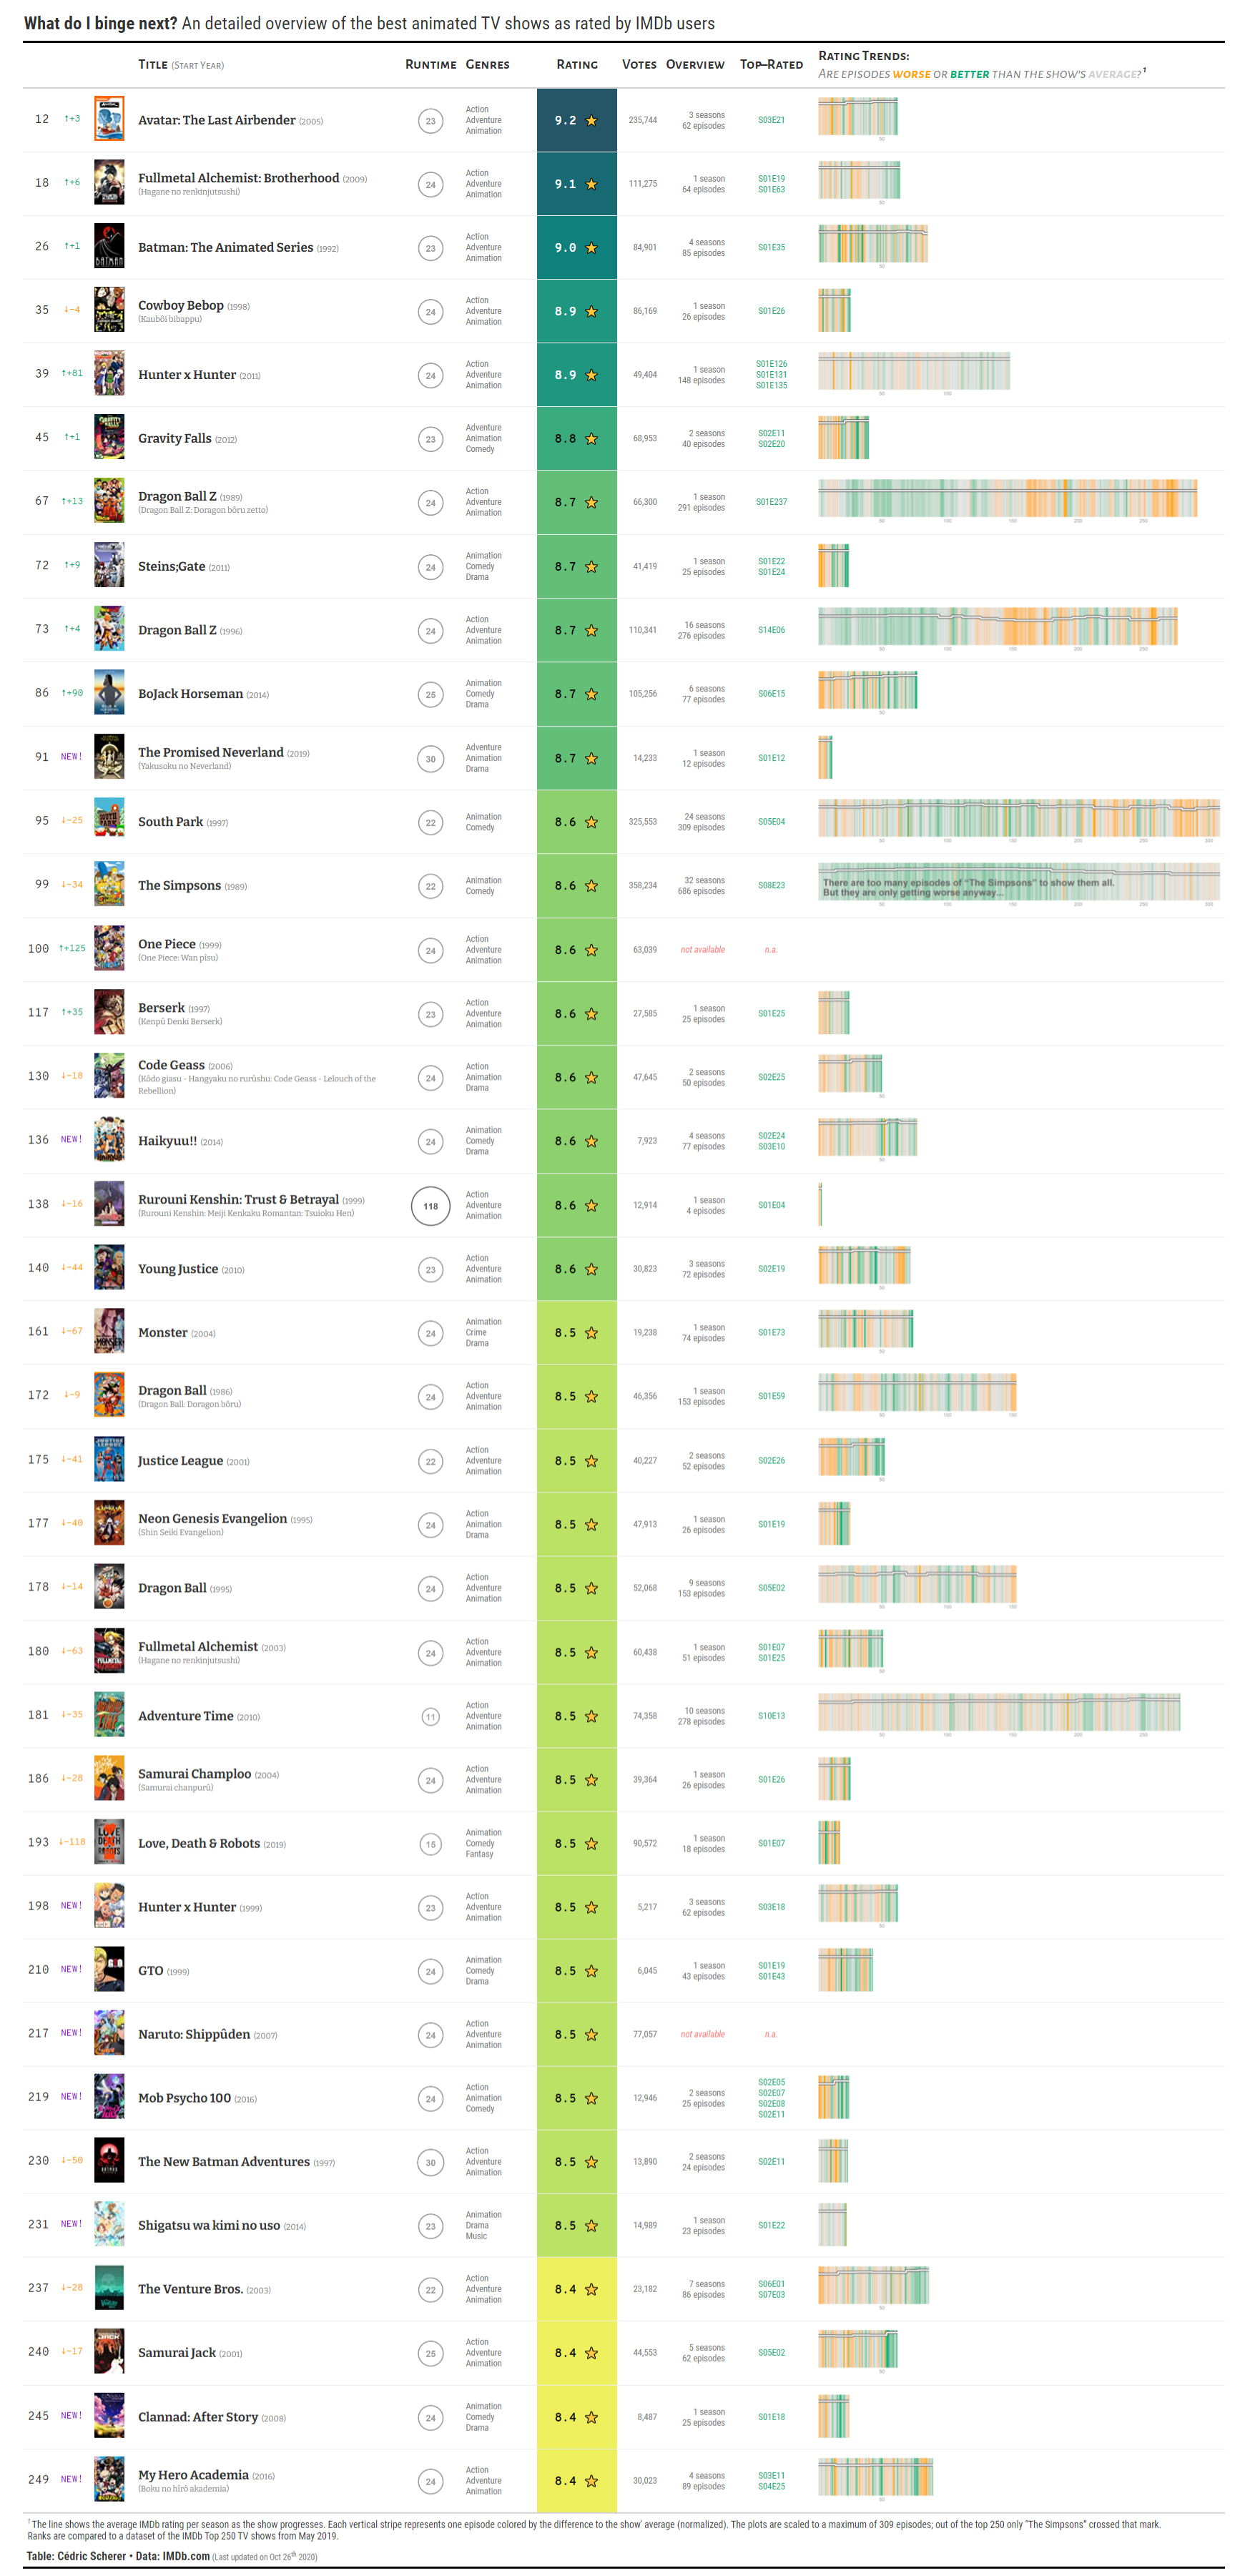 What do I binge next? An detailed overview of the best animated TV shows as rated by IMDb users
TITLE (START YEAR) RUNTIME GENRES RATING VOTES OVERVIEW TOP–RATED RATING TRENDS:
ARE EPISODES WORSE OR BETTER THAN THE SHOW'S AVERAGE? †
12 ↑+3 Avatar: The Last Airbender (2005) 23 Action Adventure Animation 9.2 235,744 3 seasons 62 episodes S03E21 50
18 ↑+6 Fullmetal Alchemist: Brotherhood (2009) (Hagane no renkinjutsushi) 24 Action Adventure Animation 9.1 111,275 1 season 64 episodes S01E19 S01E63 50
26 ↑+1 Batman: The Animated Series (1992) 23 Action Adventure Animation 9.0 84,901 4 seasons 85 episodes S01E35 50
35 ↓-4 Cowboy Bebop (1998) (Kaubôi bibappu) 24 Action Adventure Animation 8.9 86,169 1 season 26 episodes S01E26
39 ↑+81 Hunter x Hunter (2011) 24 Action Adventure Animation 8.9 49,404 1 season 148 episodes S01E126 S01E131 S01E135 50 100
45 ↑+1 Gravity Falls (2012) 23 Adventure Animation Comedy 8.8 68,953 2 seasons 40 episodes S02E11 S02E20
67 ↑+13 Dragon Ball Z (1989) (Dragon Ball Z: Doragon bôru zetto) 24 Action Adventure Animation 8.7 66,300 1 season 291 episodes S01E237 50 100 150 200 250
72 ↑+9 Steins;Gate (2011) 24 Animation Comedy Drama 8.7 41,419 1 season 25 episodes S01E22 S01E24
73 ↑+4 Dragon Ball Z (1996) 24 Action Adventure Animation 8.7 110,341 16 seasons 276 episodes S14E06 50 100 150 200 250
86 ↑+90 BoJack Horseman (2014) 25 Animation Comedy Drama 8.7 105,256 6 seasons 77 episodes S06E15 50
91 NEW! The Promised Neverland (2019) (Yakusoku no Neverland) 30 Adventure Animation Drama 8.7 14,233 1 season 12 episodes S01E12
95 ↓-25 South Park (1997) 22 Animation Comedy 8.6 325,553 24 seasons 309 episodes S05E04 50 100 150 200 250 300
99 ↓-34 The Simpsons (1989) 22 Animation Comedy 8.6 358,234 32 seasons 686 episodes S08E23 There are too many episodes of "The Simpsons" to show them all. But they are only getting worse anyway... 50 100 150 200 250 300
100 ↑+125 One Piece (1999) (One Piece: Wan pîsu) 24 Action Adventure Animation 8.6 63,039 not available n.a.
117 ↑+35 Berserk (1997) (Kenpû Denki Berserk) 23 Action Adventure Animation 8.6 27,585 1 season 25 episodes S01E25
130 ↓-18 Code Geass (2006) (Kôdo giasu - Hangyaku no rurûshu: Code Geass - Lelouch of the Rebellion) 24 Action Animation Drama 8.6 47,645 2 seasons 50 episodes S02E25 50
136 NEW! Haikyuu!! (2014) 24 Animation Comedy Drama 8.6 7,923 4 seasons 77 episodes S02E24 S03E10 50
138 ↓-16 Rurouni Kenshin: Trust & Betrayal (1999) (Rurouni Kenshin: Meiji Kenkaku Romantan: Tsuioku Hen) 118 Action Adventure Animation 8.6 12,914 1 season 4 episodes S01E04
140 ↓-44 Young Justice (2010) 23 Action Adventure Animation 8.6 30,823 3 seasons 72 episodes S02E19 50
161 ↓-67 Monster (2004) 24 Animation Crime Drama 8.5 19,238 1 season 74 episodes S01E73 50
172 ↓-9 Dragon Ball (1986) (Dragon Ball: Doragon bôru) 24 Action Adventure Animation 8.5 46,356 1 season 153 episodes S01E59 50 100 150
175 ↓-41 Justice League (2001) 22 Action Adventure Animation 8.5 40,227 2 seasons 52 episodes S02E26 50
177 ↓-40 Neon Genesis Evangelion (1995) (Shin Seiki Evangelion) 24 Action Animation Drama 8.5 47,913 1 season 26 episodes S01E19
178 ↓-14 Dragon Ball (1995) 24 Action Adventure Animation 8.5 52,068 9 seasons 153 episodes S05E02 50 100 150
180 ↓-63 Fullmetal Alchemist (2003) (Hagane no renkinjutsushi) 24 Action Adventure Animation 8.5 60,438 1 season 51 episodes S01E07 S01E25 50
181 ↓-35 Adventure Time (2010) 11 Action Adventure Animation 8.5 74,358 10 seasons 278 episodes S10E13 50 100 150 200 250
186 ↓-28 Samurai Champloo (2004) (Samurai chanpurû) 24 Action Adventure Animation 8.5 39,364 1 season 26 episodes S01E26
193 ↓-118 Love, Death & Robots (2019) 15 Animation Comedy Fantasy 8.5 90,572 1 season 18 episodes S01E07
198 NEW! Hunter x Hunter (1999) 23 Action Adventure Animation 8.5 5,217 3 seasons 62 episodes S03E18 50
210 NEW! GTO (1999) 24 Animation Comedy Drama 8.5 6,045 1 season 43 episodes S01E19 S01E43
217 NEW! Naruto: Shippûden (2007) 24 Action Adventure Animation 8.5 77,057 not available n.a.
219 NEW! Mob Psycho 100 (2016) 24 Action Animation Comedy 8.5 12,946 2 seasons 25 episodes S02E05 S02E07 S02E08 S02E11
230 ↓-50 The New Batman Adventures (1997) 30 Action Adventure Animation 8.5 13,890 2 seasons 24 episodes S02E11
231 NEW! Shigatsu wa kimi no uso (2014) 23 Animation Drama Music 8.5 14,989 1 season 23 episodes S01E22
237 ↓-28 The Venture Bros. (2003) 22 Action Adventure Animation 8.4 23,182 7 seasons 86 episodes S06E01 S07E03 50
240 ↓-17 Samurai Jack (2001) 25 Action Adventure Animation 8.4 44,553 5 seasons 62 episodes S05E02 50
245 NEW! Clannad: After Story (2008) 24 Animation Comedy Drama 8.4 8,487 1 season 25 episodes S01E18
249 NEW! My Hero Academia (2016) (Boku no hîrô akademia) 24 Action Adventure Animation 8.4 30,023 4 seasons 89 episodes S03E11 S04E25 50
† The line shows the average IMDb rating per season as the show progresses. Each vertical stripe represents one episode colored by the difference to the show' average (normalized). The plots are scaled to a maximum of 309 episodes; out of the top 250 only "The Simpsons" crossed that mark.
Ranks are compared to a dataset of the IMDb Top 250 TV shows from May 2019.
Table: Cédric Scherer • Data: IMDb.com (Last updated on Oct 26th 2020)